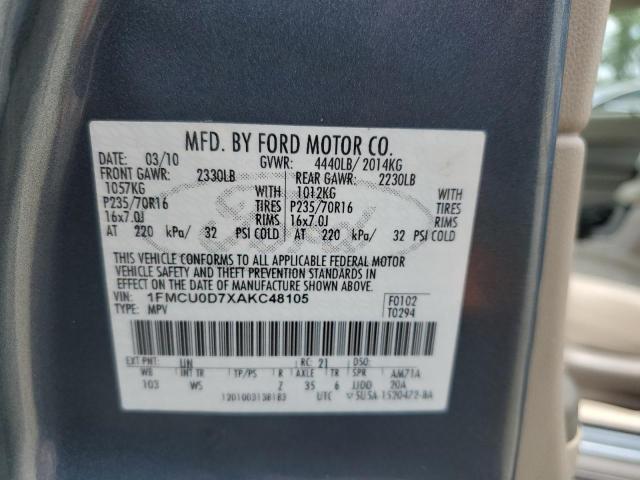 MFD. BY FORD MOTOR CO.
DATE: 03/10 GVWR: 4440LB/2014KG
FRONT GAWR: 2330LB REAR GAWR: 2230LB
1057KG WITH 1012KG WITH
P235/70R16 TIRES P235/70R16 TIRES
16x7.0J RIMS 16x7.0J RIMS
AT 220 kPa/ 32 PSI COLD AT 220 kPa/ 32 PSI COLD
THIS VEHICLE CONFORMS TO ALL APPLICABLE FEDERAL MOTOR
VEHICLE SAFETY AND THEFT PREVENTION STANDARDS IN
EFFECT ON THE DATE OF MANUFACTURE SHOWN ABOVE.
VIN: 1FMCU0D7XAKC48105 F0102
TYPE: MPV T0294
EXT PNT: UN RC: 21 DSO:
WB INT TR TP/PS R AXLE TR SPR AM71A
103 WS Z 35 6 JJDD 20A
1201003138183 UTC